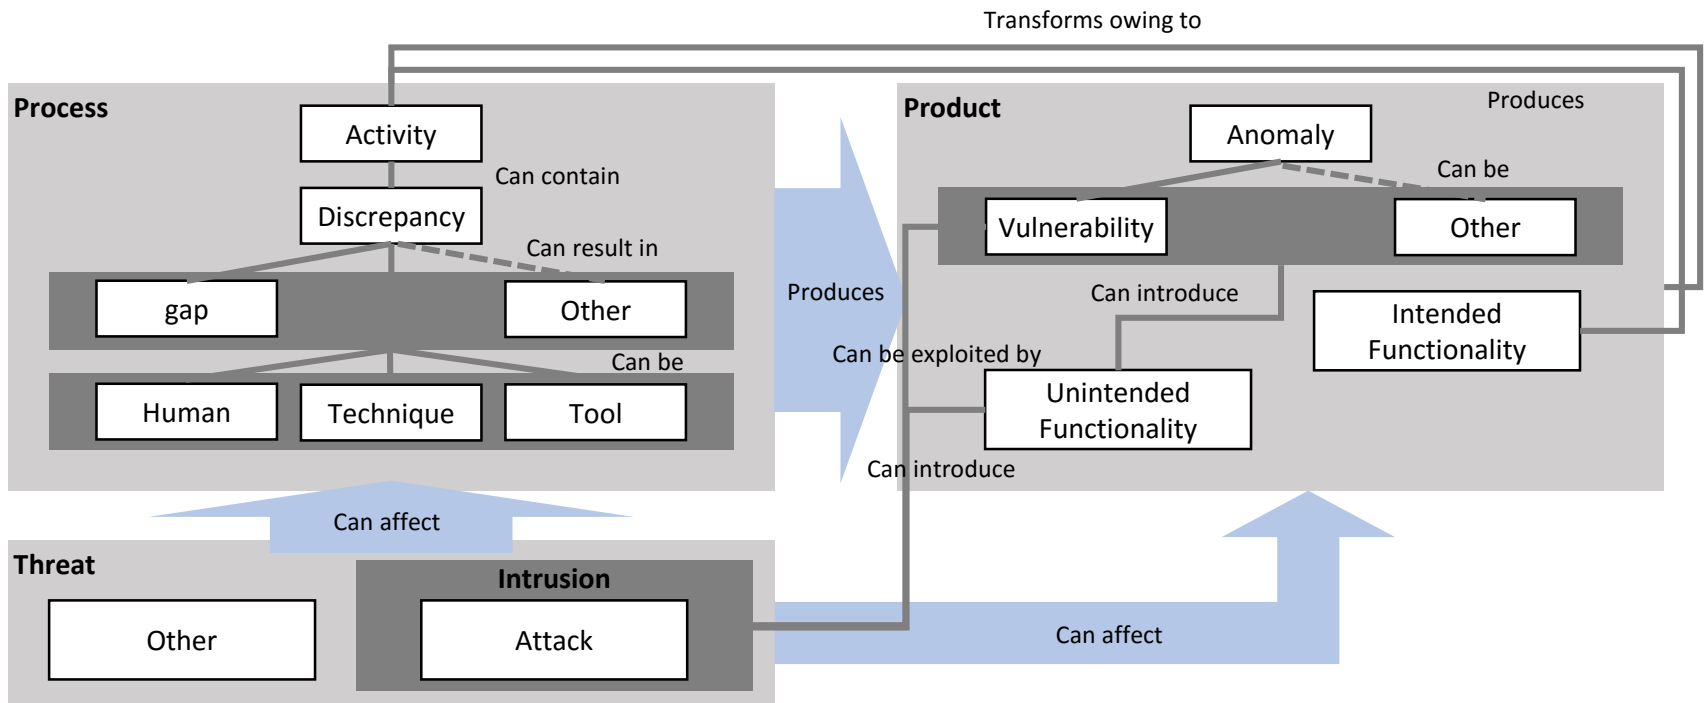 Transforms owing to
Process
Activity
Can contain
Discrepancy
Can result in
gap
Other
Can be
Human
Technique
Tool
Produces
Product
Produces
Anomaly
Can be
Vulnerability
Other
Can introduce
Intended
Functionality
Can be exploited by
Unintended
Functionality
Can introduce
Can affect
Threat
Other
Intrusion
Attack
Can affect